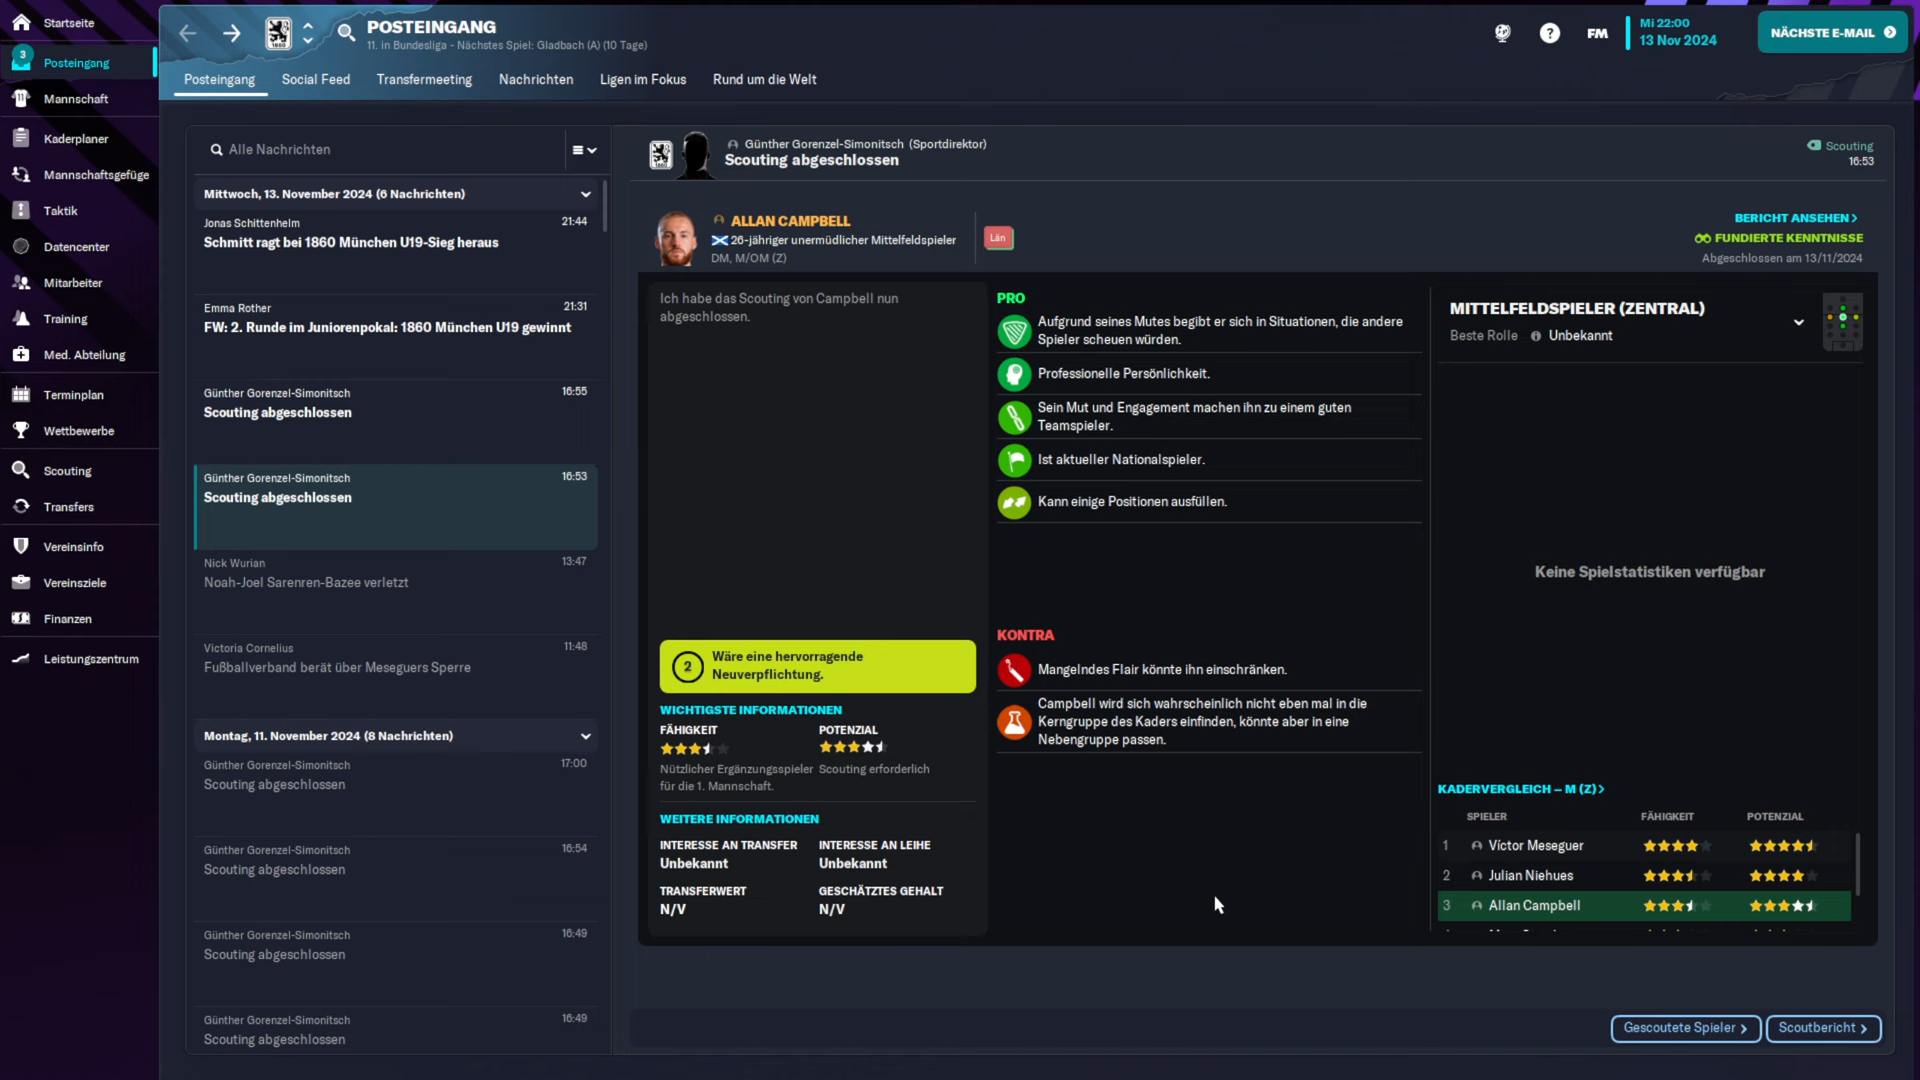 Startseite
3
Posteingang
Mannschaft
Kaderplaner
Mannschaftsgefüge
Taktik
Datencenter
Mitarbeiter
Training
Med. Abteilung
Terminplan
Wettbewerbe
Scouting
Transfers
Vereinsinfo
Vereinsziele
Finanzen
Leistungszentrum
POSTEINGANG
11. in Bundesliga - Nächstes Spiel: Gladbach (A) (10 Tage)
FM
Mi 22:00
13 Nov 2024
NÄCHSTE E-MAIL
Posteingang Social Feed Transfermeeting Nachrichten Ligen im Fokus Rund um die Welt
Alle Nachrichten
Mittwoch, 13. November 2024 (6 Nachrichten)
Jonas Schittenhelm 21:44
Schmitt ragt bei 1860 München U19-Sieg heraus
Emma Rother 21:31
FW: 2. Runde im Juniorenpokal: 1860 München U19 gewinnt
Günther Gorenzel-Simonitsch 16:55
Scouting abgeschlossen
Günther Gorenzel-Simonitsch 16:53
Scouting abgeschlossen
Nick Wurian 13:47
Noah-Joel Sarenren-Bazee verletzt
Victoria Cornelius 11:48
Fußballverband berät über Meseguers Sperre
Montag, 11. November 2024 (8 Nachrichten)
Günther Gorenzel-Simonitsch 17:00
Scouting abgeschlossen
Günther Gorenzel-Simonitsch 16:54
Scouting abgeschlossen
Günther Gorenzel-Simonitsch 16:49
Scouting abgeschlossen
Günther Gorenzel-Simonitsch 16:49
Scouting abgeschlossen
Günther Gorenzel-Simonitsch (Sportdirektor)
Scouting abgeschlossen
Scouting
16:53
ALLAN CAMPBELL
26-jähriger unermüdlicher Mittelfeldspieler
DM, M/OM (Z)
Län
BERICHT ANSEHEN >
FUNDIERTE KENNTNISSE
Abgeschlossen am 13/11/2024
Ich habe das Scouting von Campbell nun
abgeschlossen.
2
Wäre eine hervorragende
Neuverpflichtung.
WICHTIGSTE INFORMATIONEN
FÄHIGKEIT POTENZIAL
Nützlicher Ergänzungsspieler Scouting erforderlich
für die 1. Mannschaft.
WEITERE INFORMATIONEN
INTERESSE AN TRANSFER INTERESSE AN LEIHE
Unbekannt Unbekannt
TRANSFERWERT GESCHÄTZTES GEHALT
N/V N/V
PRO
Aufgrund seines Mutes begibt er sich in Situationen, die andere
Spieler scheuen würden.
Professionelle Persönlichkeit.
Sein Mut und Engagement machen ihn zu einem guten
Teamspieler.
Ist aktueller Nationalspieler.
Kann einige Positionen ausfüllen.
KONTRA
Mangelndes Flair könnte ihn einschränken.
Campbell wird sich wahrscheinlich nicht eben mal in die
Kerngruppe des Kaders einfinden, könnte aber in eine
Nebengruppe passen.
MITTELFELDSPIELER (ZENTRAL)
Beste Rolle Unbekannt
Keine Spielstatistiken verfügbar
KADERVERGLEICH – M (Z) >
SPIELER FÄHIGKEIT POTENZIAL
1 Víctor Meseguer
2 Julian Niehues
3 Allan Campbell
Gescoutete Spieler >
Scoutbericht >